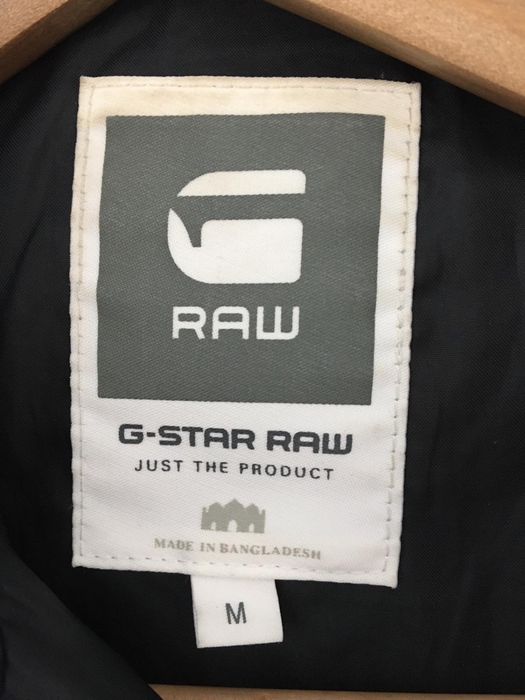 G
RAW
G-STAR RAW
JUST THE PRODUCT
MADE IN BANGLADESH
M